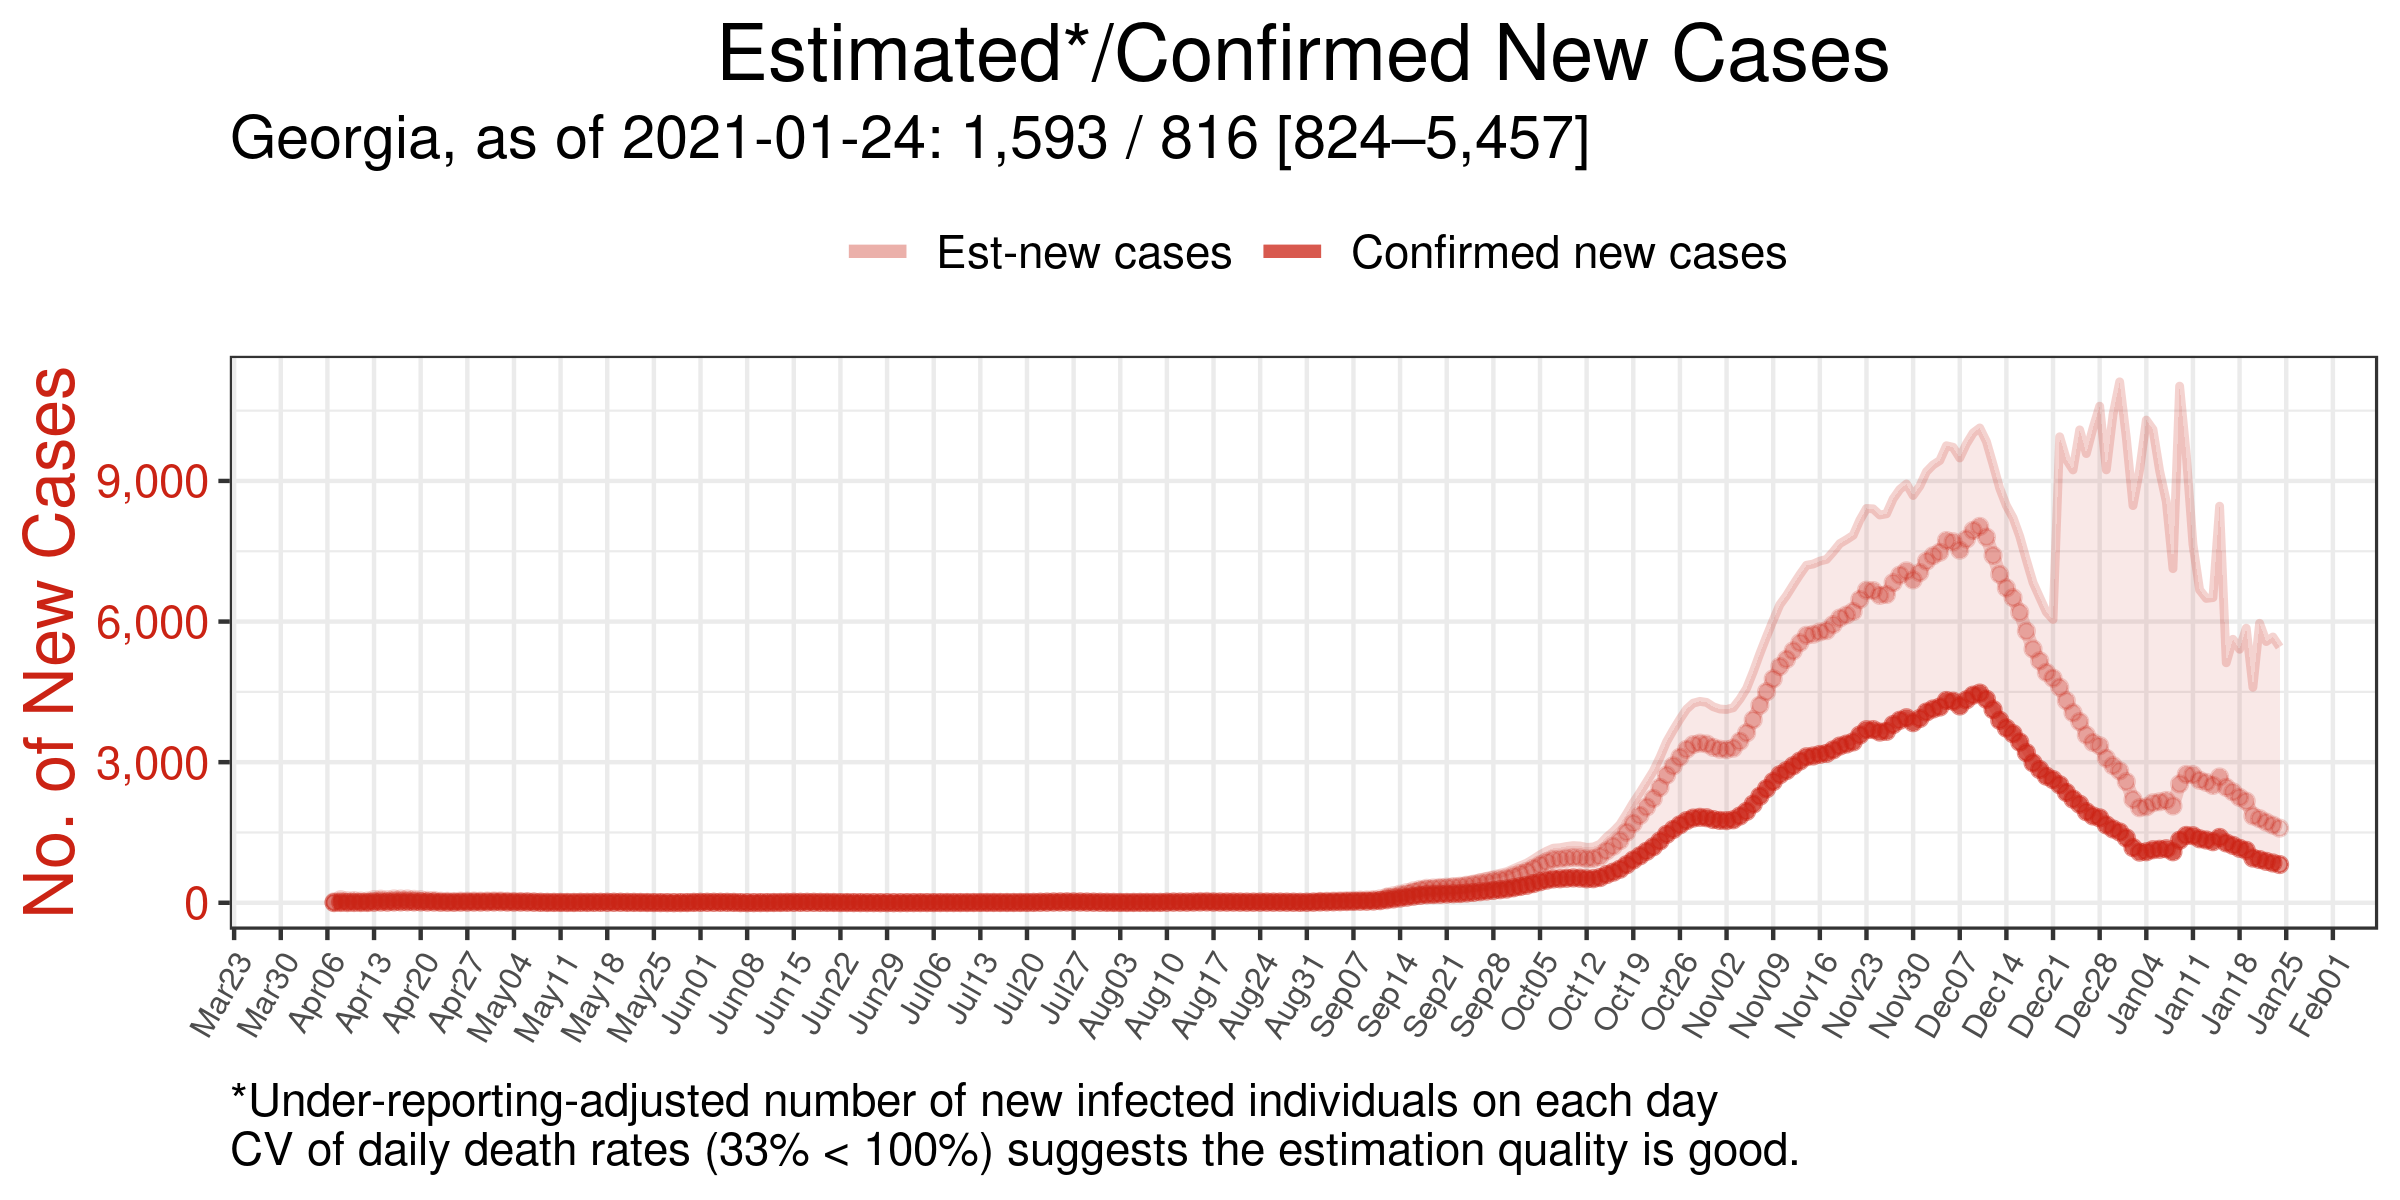 Estimated*/Confirmed New Cases
Georgia, as of 2021-01-24: 1,593 / 816 [824–5,457]
Est-new cases Confirmed new cases
No. of New Cases
9,000
6,000
3,000
0
Mar23 Mar30 Apr06 Apr13 Apr20 Apr27 May04 May11 May18 May25 Jun01 Jun08 Jun15 Jun22 Jun29 Jul06 Jul13 Jul20 Jul27 Aug03 Aug10 Aug17 Aug24 Aug31 Sep07 Sep14 Sep21 Sep28 Oct05 Oct12 Oct19 Oct26 Nov02 Nov09 Nov16 Nov23 Nov30 Dec07 Dec14 Dec21 Dec28 Jan04 Jan11 Jan18 Jan25 Feb01
*Under-reporting-adjusted number of new infected individuals on each day
CV of daily death rates (33% < 100%) suggests the estimation quality is good.